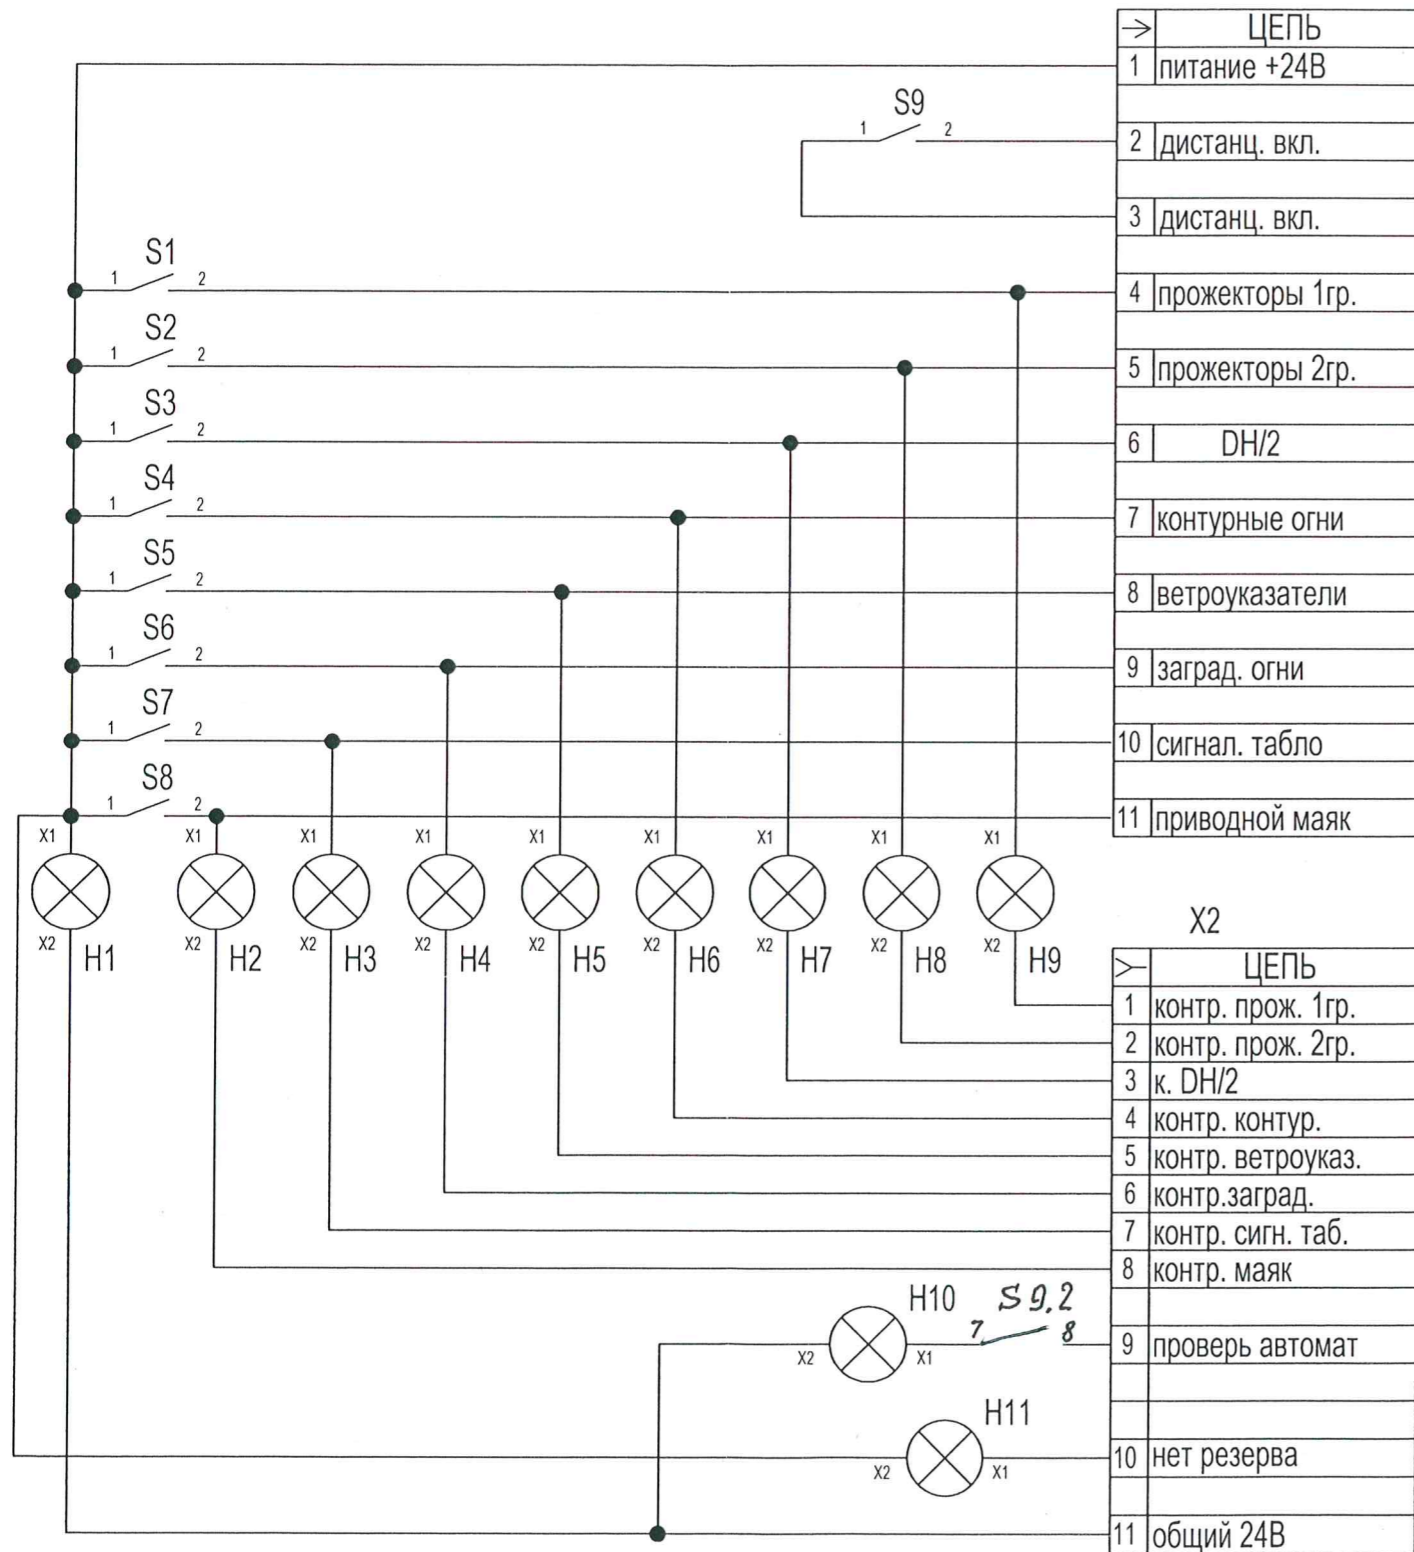 → ЦЕПЬ
1 питание +24В
S9
1 2
2 дистанц. вкл.
3 дистанц. вкл.
S1
1 2
4 прожекторы 1гр.
S2
1 2
5 прожекторы 2гр.
S3
1 2
6 DH/2
S4
1 2
7 контурные огни
S5
1 2
8 ветроуказатели
S6
1 2
9 заград. огни
S7
1 2
10 сигнал. табло
S8
1 2
11 приводной маяк
X1 X1 X1 X1 X1 X1 X1 X1 X1
X2 X2 X2 X2 X2 X2 X2 X2 X2
H1 H2 H3 H4 H5 H6 H7 H8 H9
X2
ЦЕПЬ
1 контр. прож. 1гр.
2 контр. прож. 2гр.
3 к. DH/2
4 контр. контур.
5 контр. ветроуказ.
6 контр.заград.
7 контр. сигн. таб.
8 контр. маяк
H10 S9.2
7 8
X2 X1
9 проверь автомат
H11
X2 X1
10 нет резерва
11 общий 24В